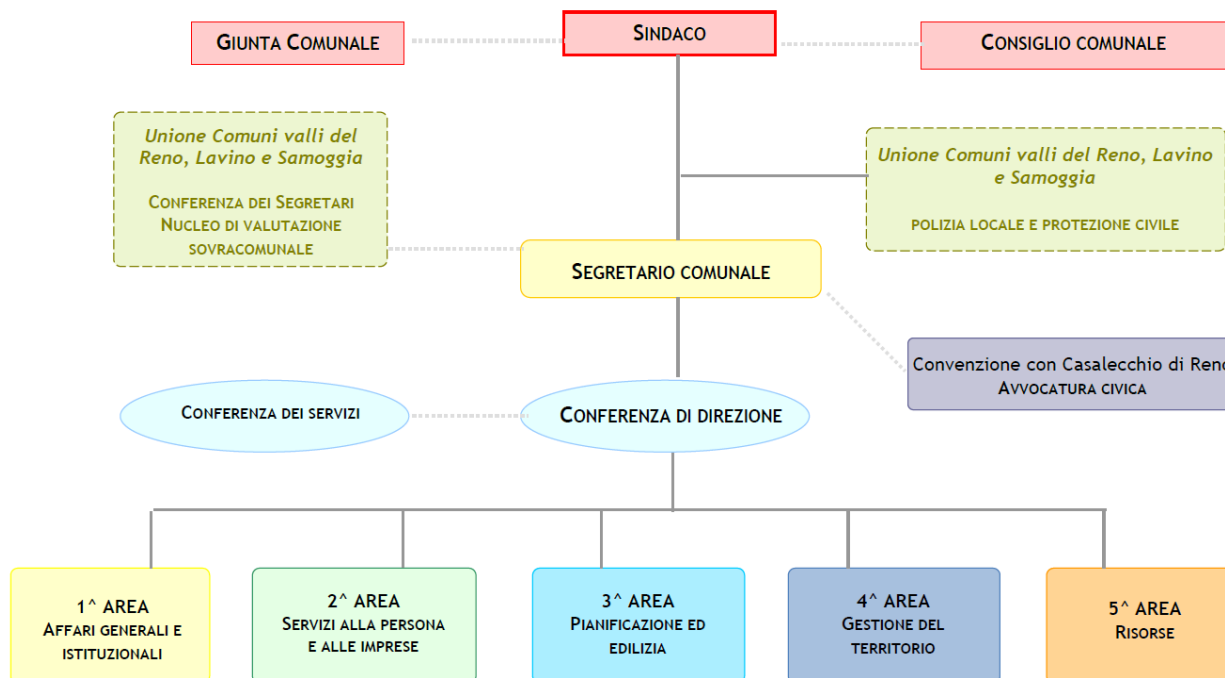 GIUNTA COMUNALE
SINDACO
CONSIGLIO COMUNALE
Unione Comuni valli del
Reno, Lavino e Samoggia
CONFERENZA DEI SEGRETARI
NUCLEO DI VALUTAZIONE
SOVRACOMUNALE
Unione Comuni valli del Reno, Lavino
e Samoggia
POLIZIA LOCALE E PROTEZIONE CIVILE
SEGRETARIO COMUNALE
Convenzione con Casalecchio di Reno
AVVOCATURA CIVICA
CONFERENZA DEI SERVIZI
CONFERENZA DI DIREZIONE
1^ AREA
AFFARI GENERALI E
ISTITUZIONALI
2^ AREA
SERVIZI ALLA PERSONA
E ALLE IMPRESE
3^ AREA
PIANIFICAZIONE ED
EDILIZIA
4^ AREA
GESTIONE DEL
TERRITORIO
5^ AREA
RISORSE